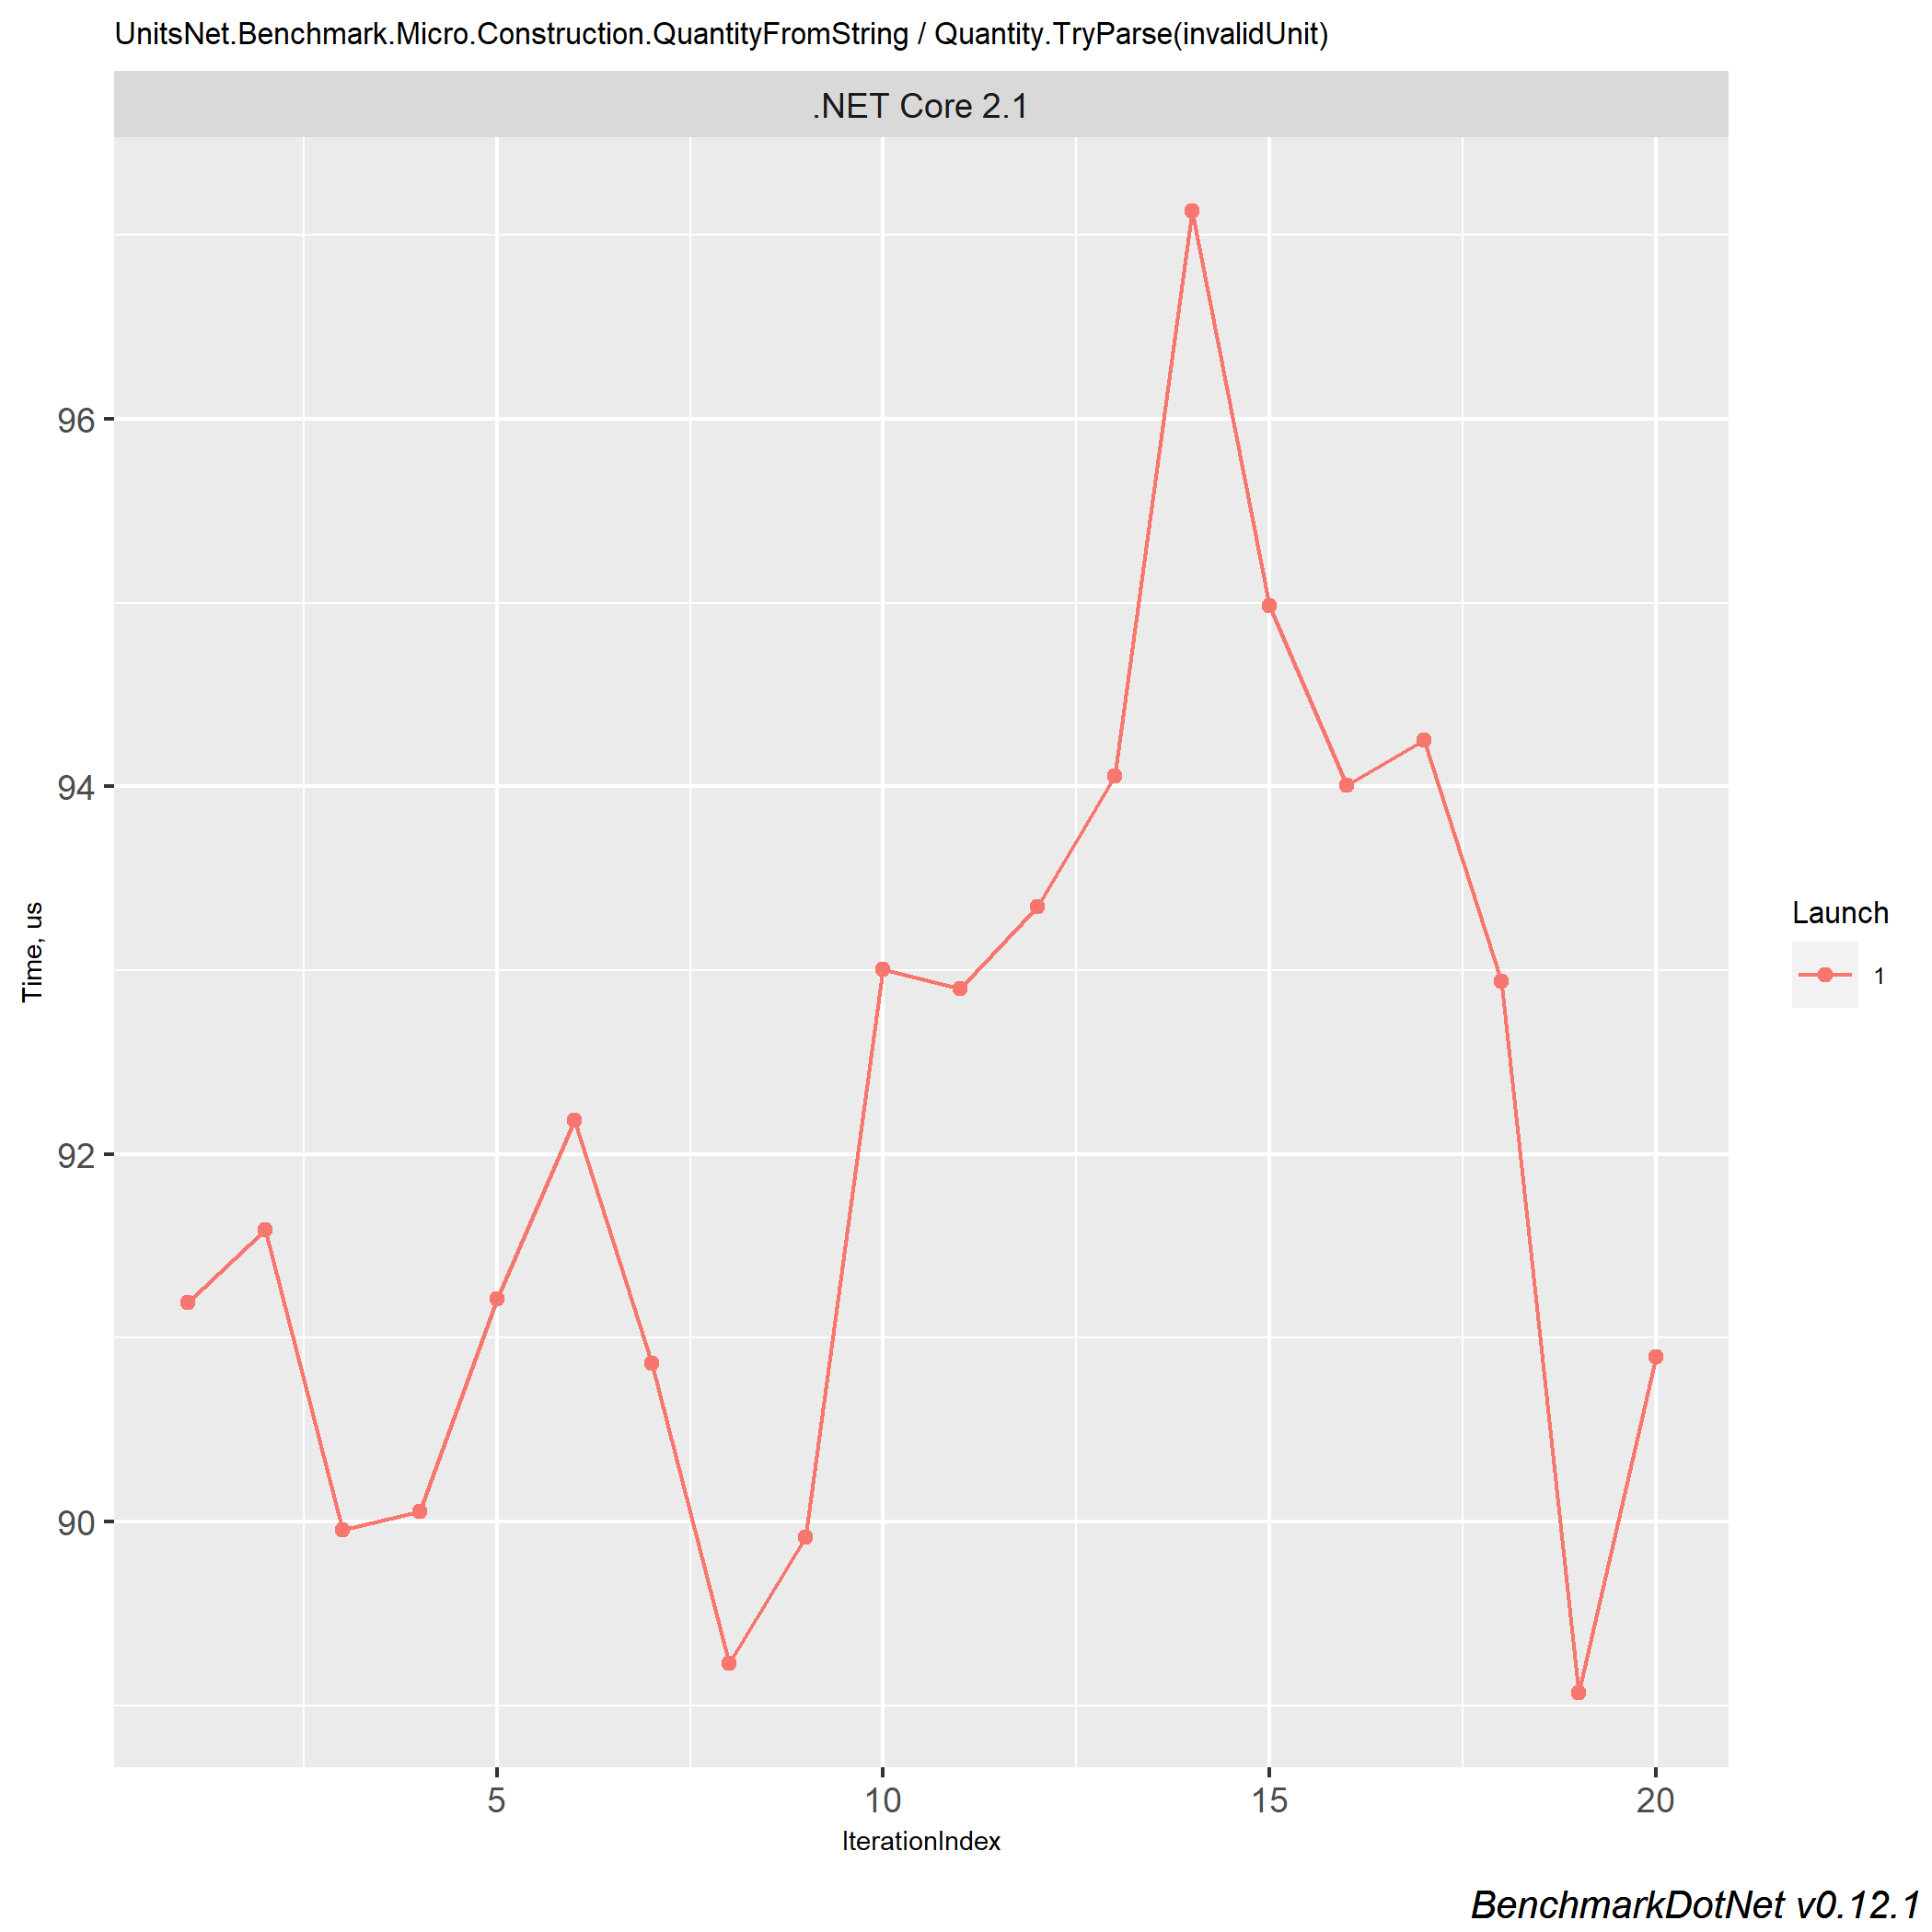 UnitsNet.Benchmark.Micro.Construction.QuantityFromString / Quantity.TryParse(invalidUnit)
.NET Core 2.1
96
94
92
90
Time, us
5 10 15 20
IterationIndex
Launch
1
BenchmarkDotNet v0.12.1